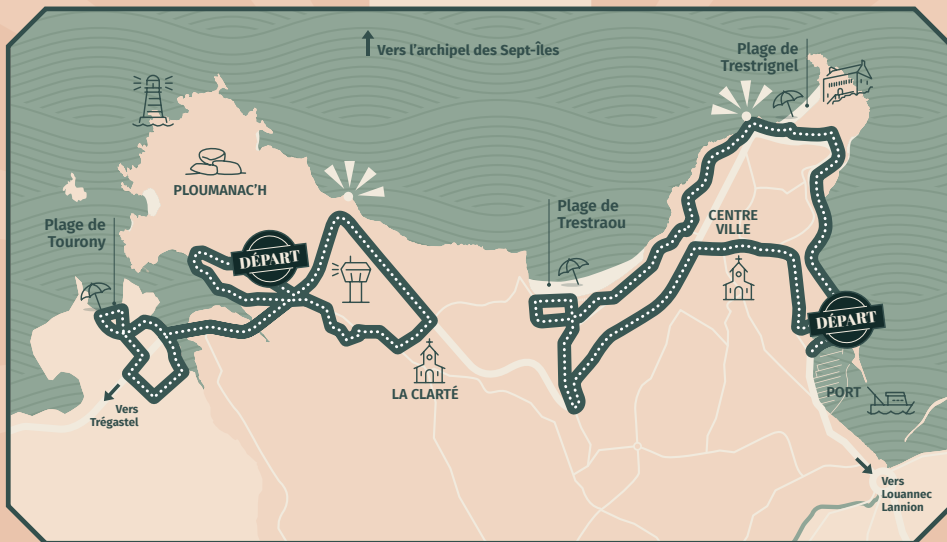 Vers l'archipel des Sept-Îles
Plage de
Trestrignel
PLOUMANAC'H
Plage de
Trestraou
CENTRE
VILLE
Plage de
Tourony
DÉPART
DÉPART
LA CLARTÉ
PORT
Vers
Trégastel
Vers
Louannec
Lannion